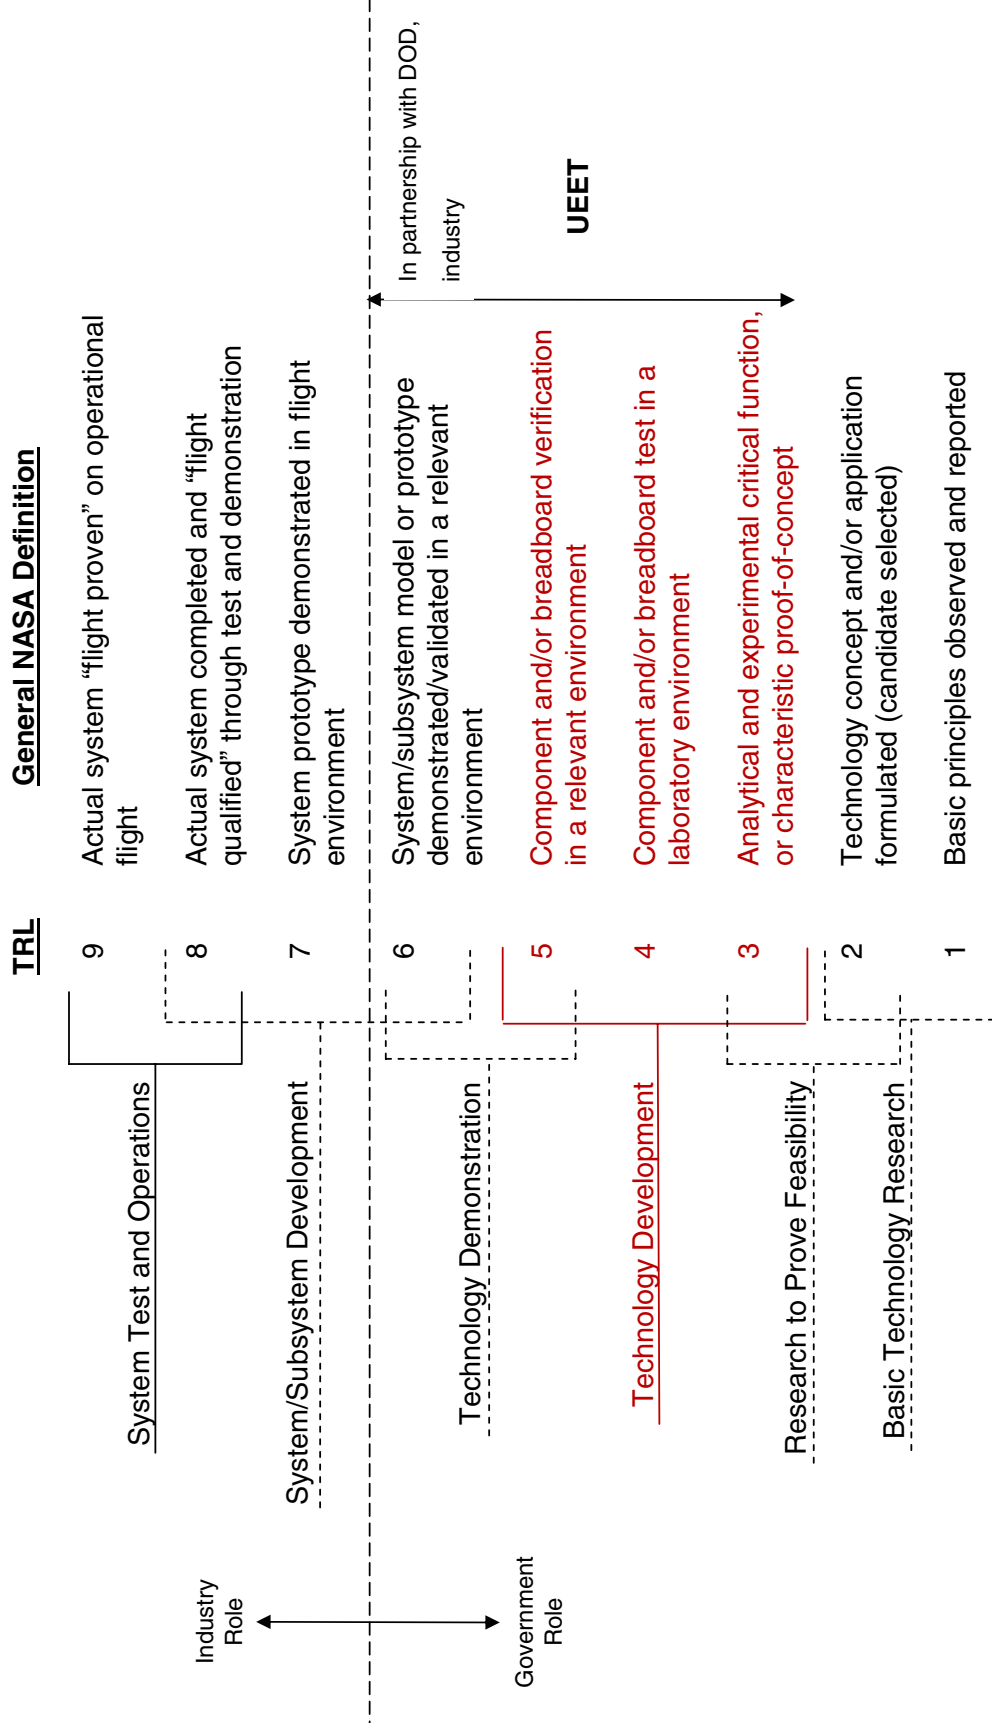 TRL
General NASA Definition
9
Actual system “flight proven” on operational
flight
8
Actual system completed and “flight
qualified” through test and demonstration
7
System prototype demonstrated in flight
environment
6
System/subsystem model or prototype
demonstrated/validated in a relevant
environment
5
Component and/or breadboard verification
in a relevant environment
4
Component and/or breadboard test in a
laboratory environment
3
Analytical and experimental critical function,
or characteristic proof-of-concept
2
Technology concept and/or application
formulated (candidate selected)
1
Basic principles observed and reported
System Test and Operations
System/Subsystem Development
Technology Demonstration
Technology Development
Research to Prove Feasibility
Basic Technology Research
Industry
Role
Government
Role
In partnership with DOD,
industry
UEET